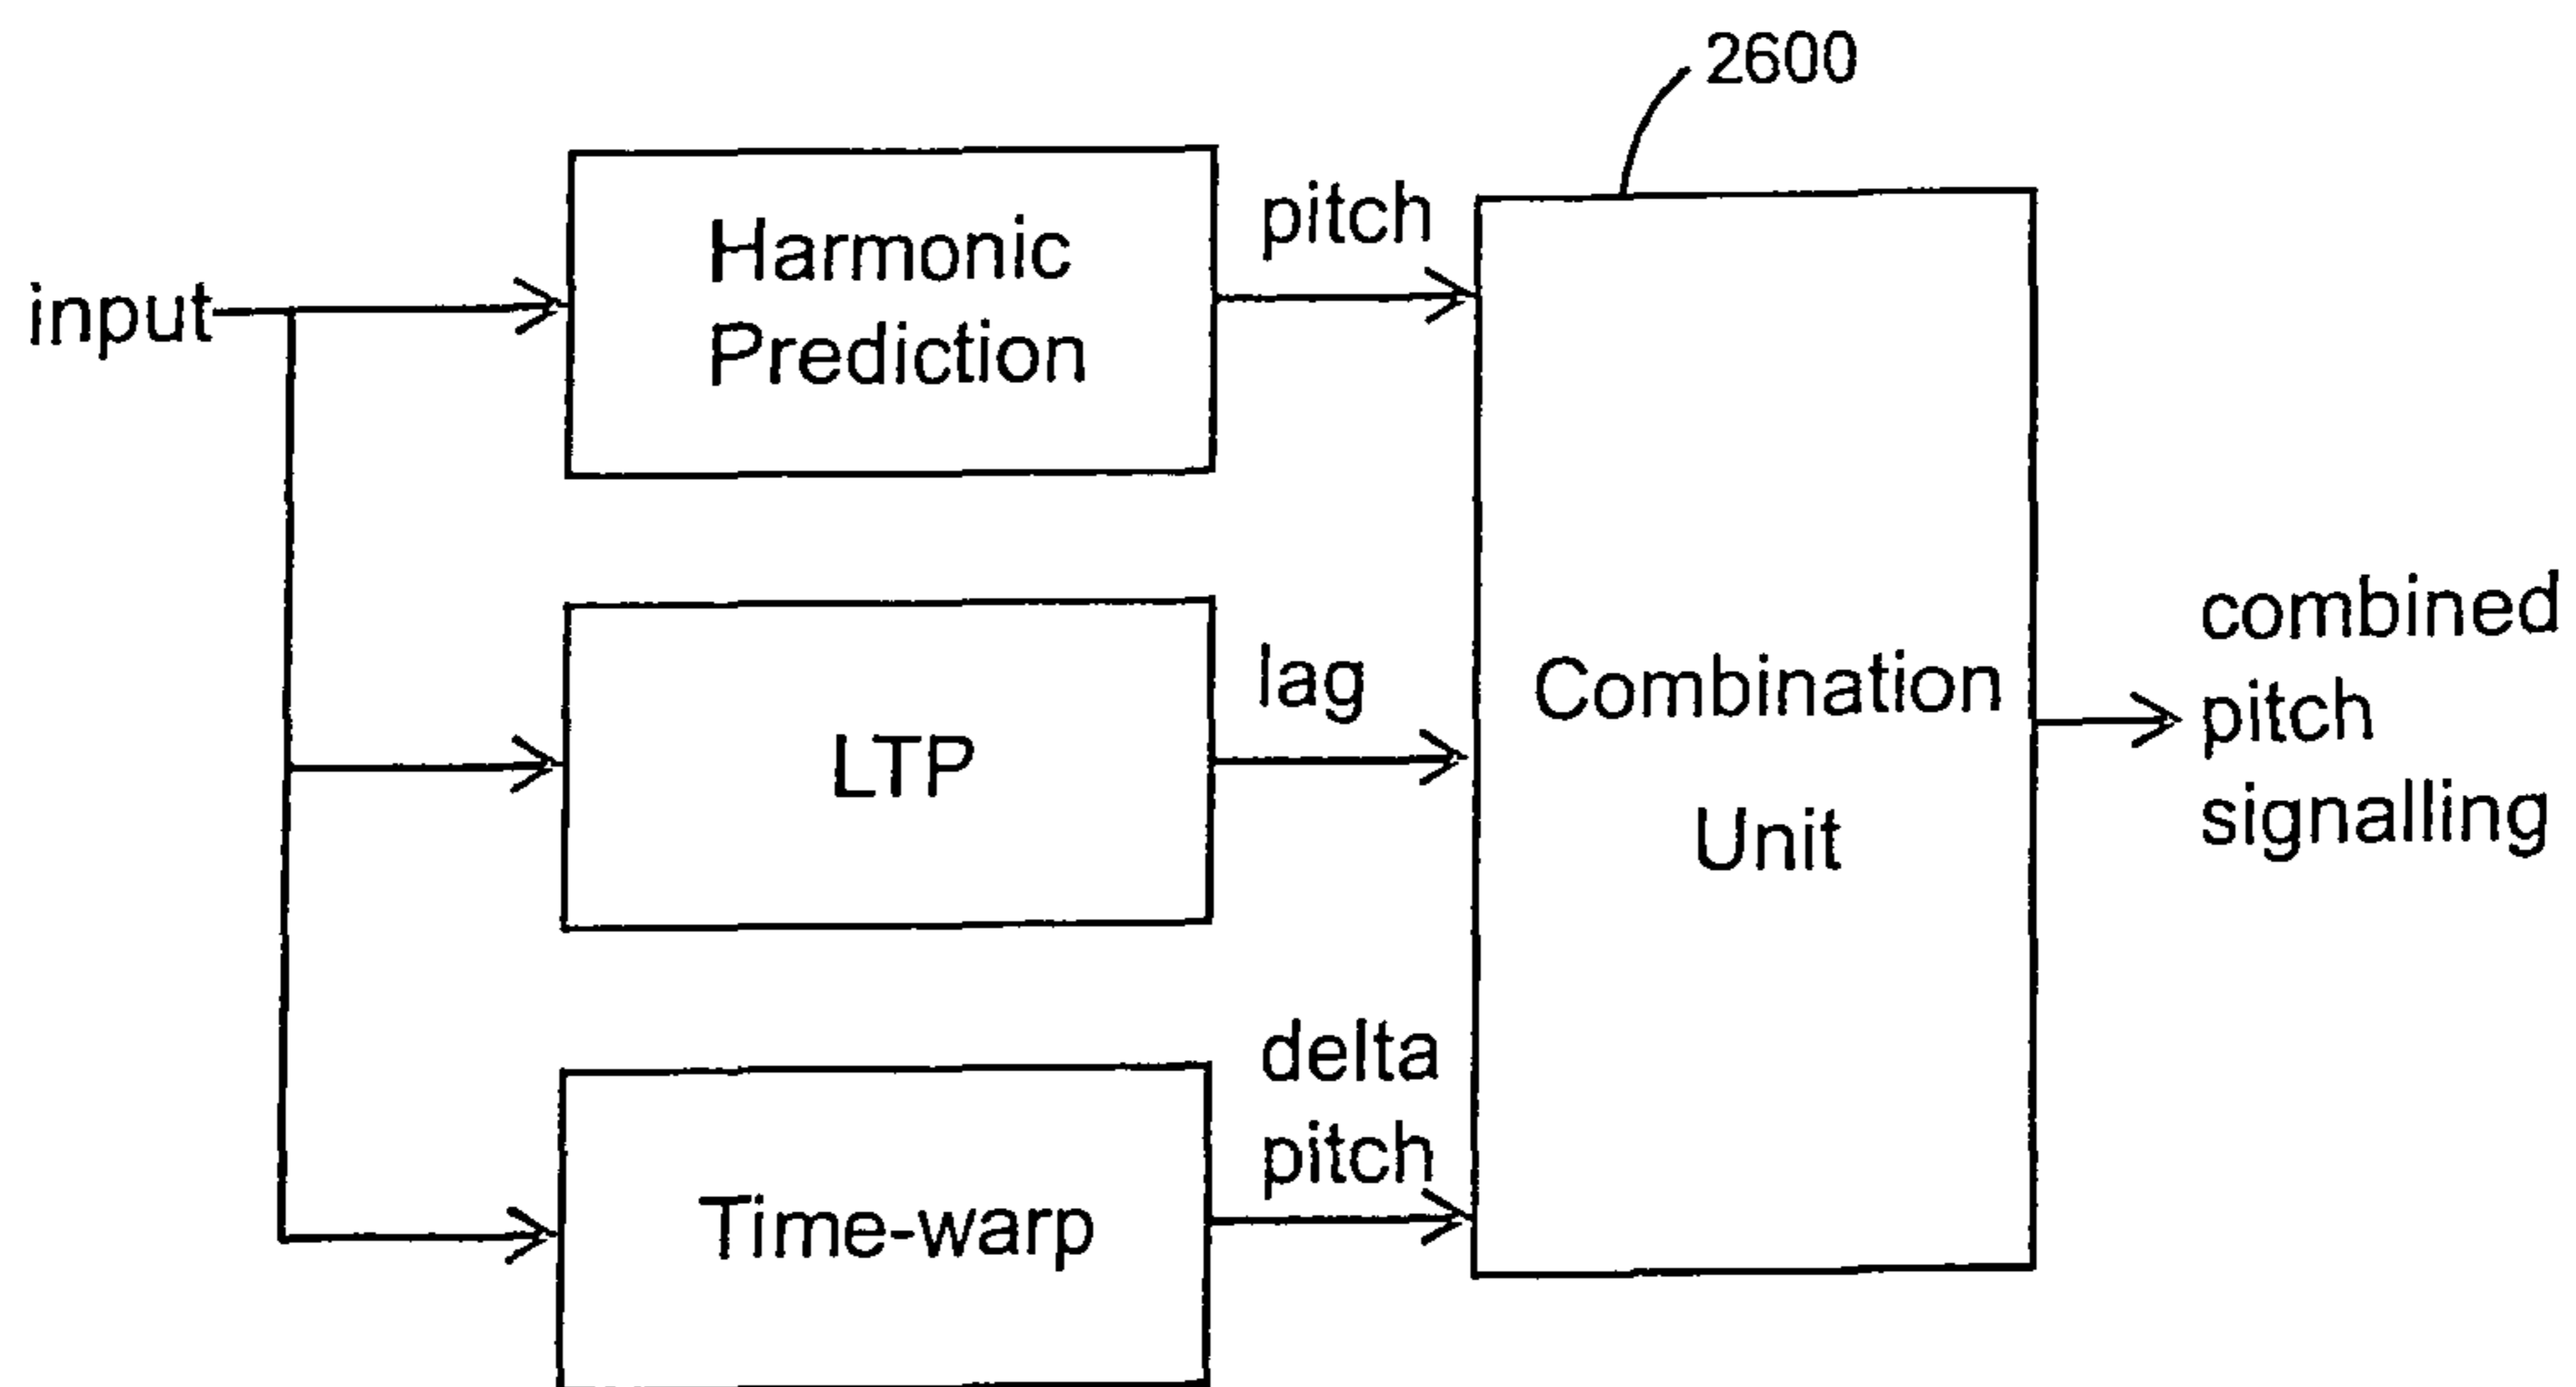 2600
input
Harmonic
Prediction
pitch
LTP
lag
Time-warp
delta
pitch
Combination
Unit
combined
pitch
signalling